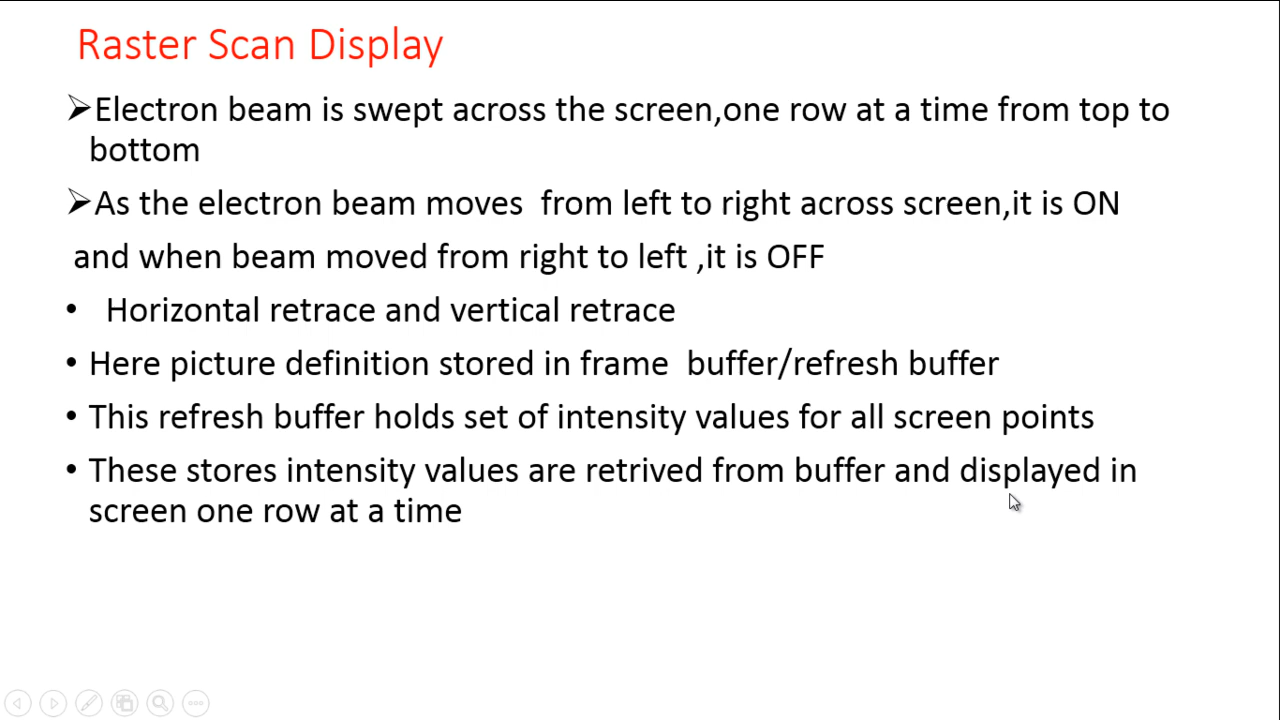 Raster Scan Display
➢Electron beam is swept across the screen,one row at a time from top to
bottom
➢As the electron beam moves  from left to right across screen,it is ON
and when beam moved from right to left ,it is OFF
•  Horizontal retrace and vertical retrace
• Here picture definition stored in frame  buffer/refresh buffer
• This refresh buffer holds set of intensity values for all screen points
• These stores intensity values are retrived from buffer and displayed in
screen one row at a time